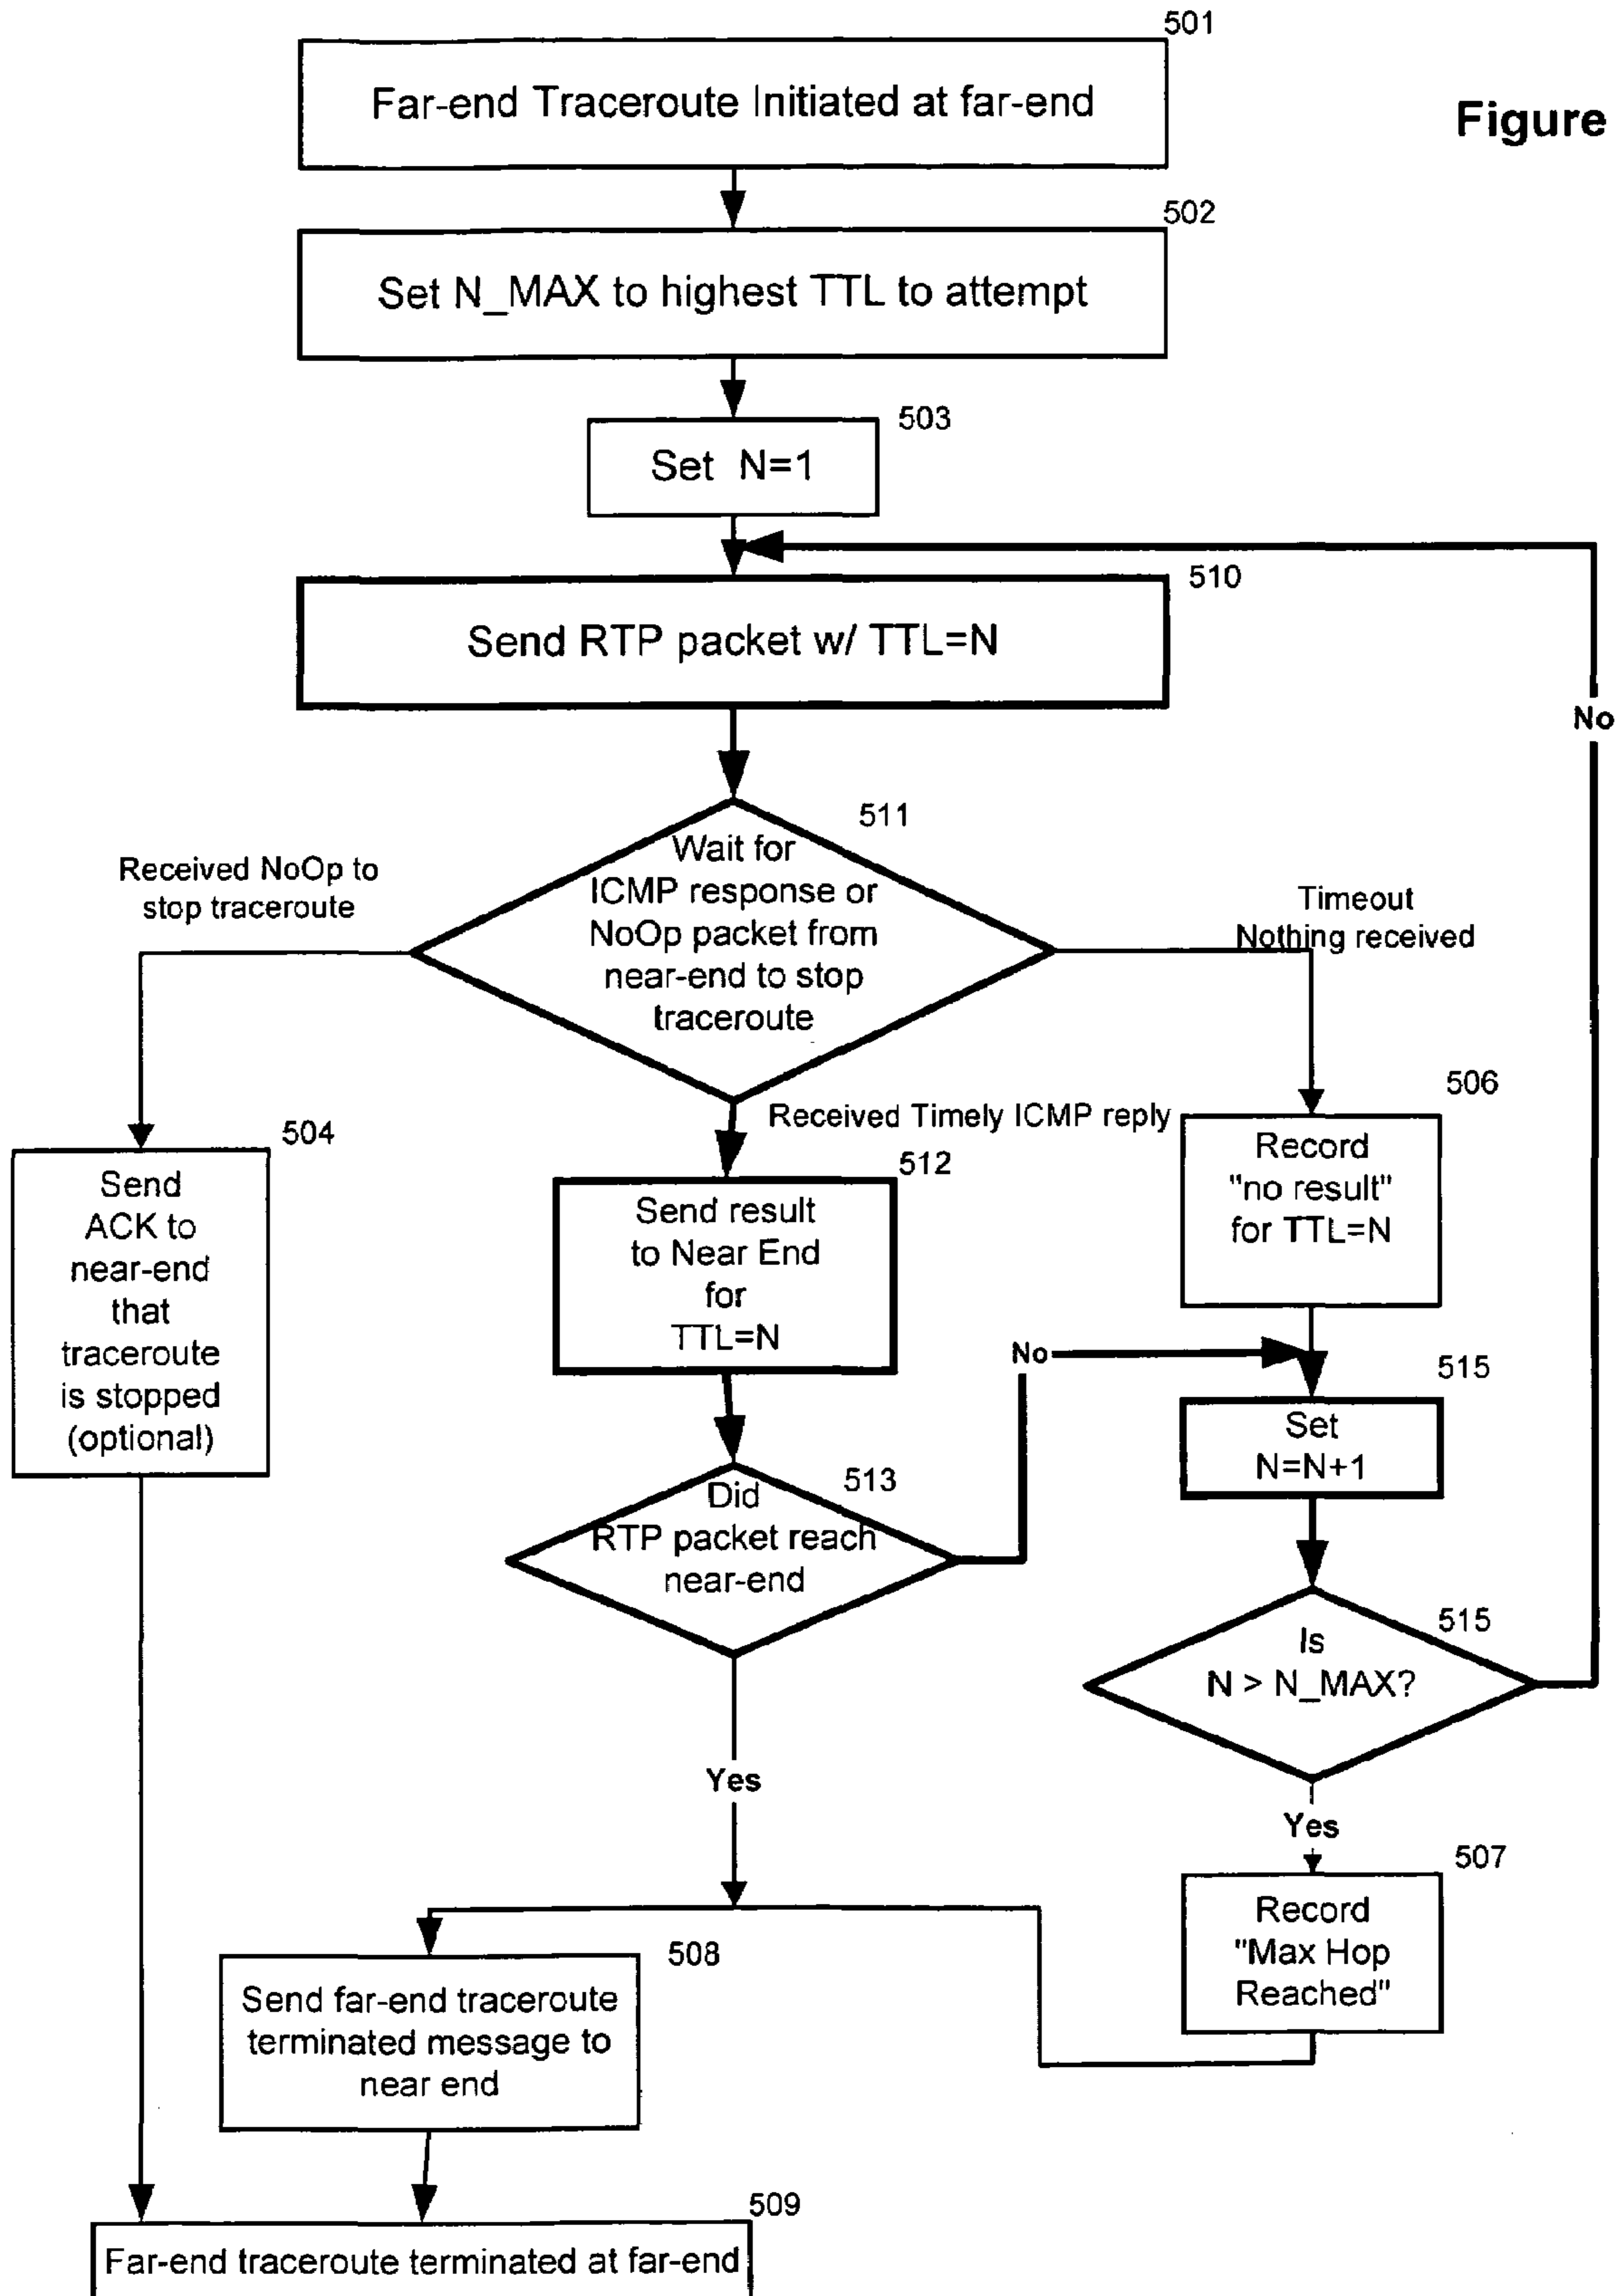 501
Far-end Traceroute Initiated at far-end
Figure
502
Set N_MAX to highest TTL to attempt
503
Set N=1
510
Send RTP packet w/ TTL=N
No
511
Wait for
ICMP response or
NoOp packet from
near-end to stop
traceroute
Received NoOp to
stop traceroute
Timeout
Nothing received
506
Record
"no result"
for TTL=N
Received Timely ICMP reply
504
Send
ACK to
near-end
that
traceroute
is stopped
(optional)
512
Send result
to Near End
for
TTL=N
No
515
Set
N=N+1
513
Did
RTP packet reach
near-end
515
Is
N > N_MAX?
Yes
Yes
507
Record
"Max Hop
Reached"
508
Send far-end traceroute
terminated message to
near end
509
Far-end traceroute terminated at far-end